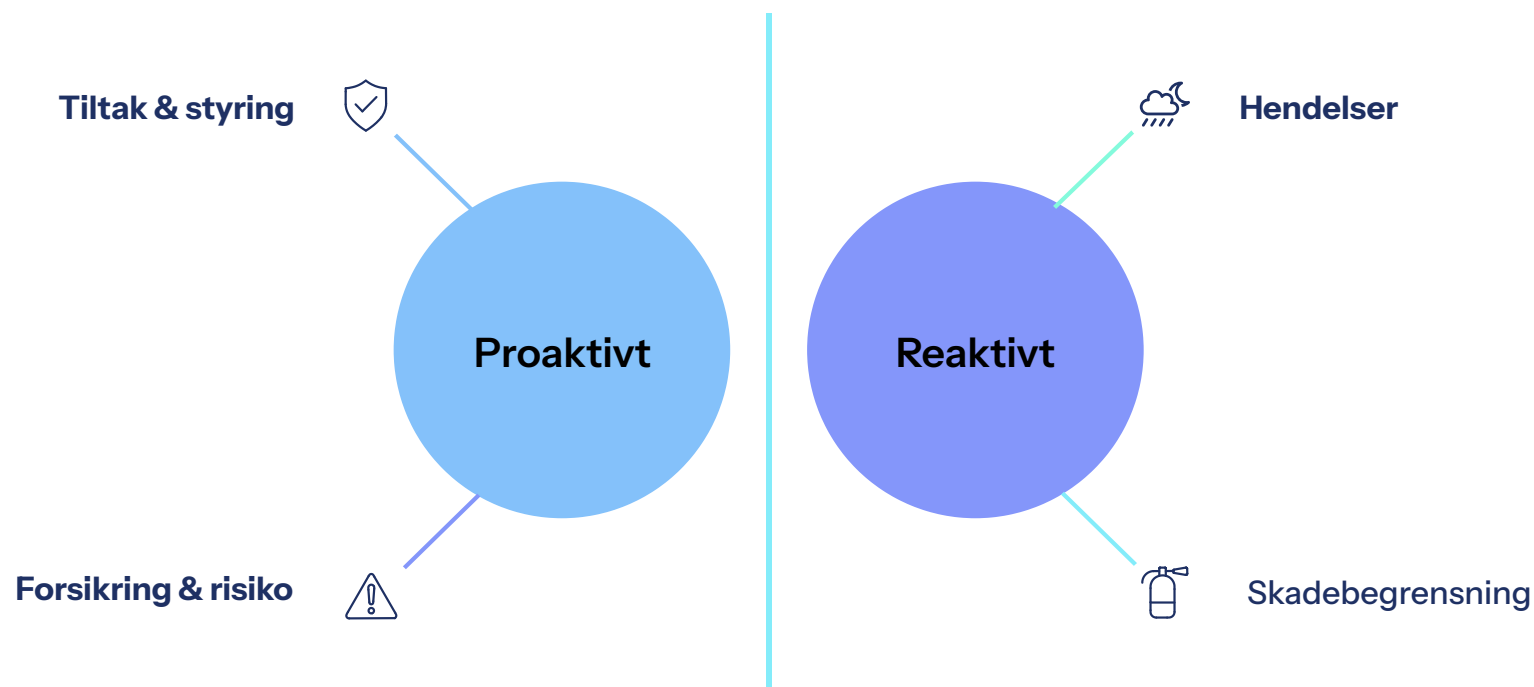 Tiltak & styring
Hendelser
Proaktivt
Reaktivt
Forsikring & risiko
Skadebegrensning